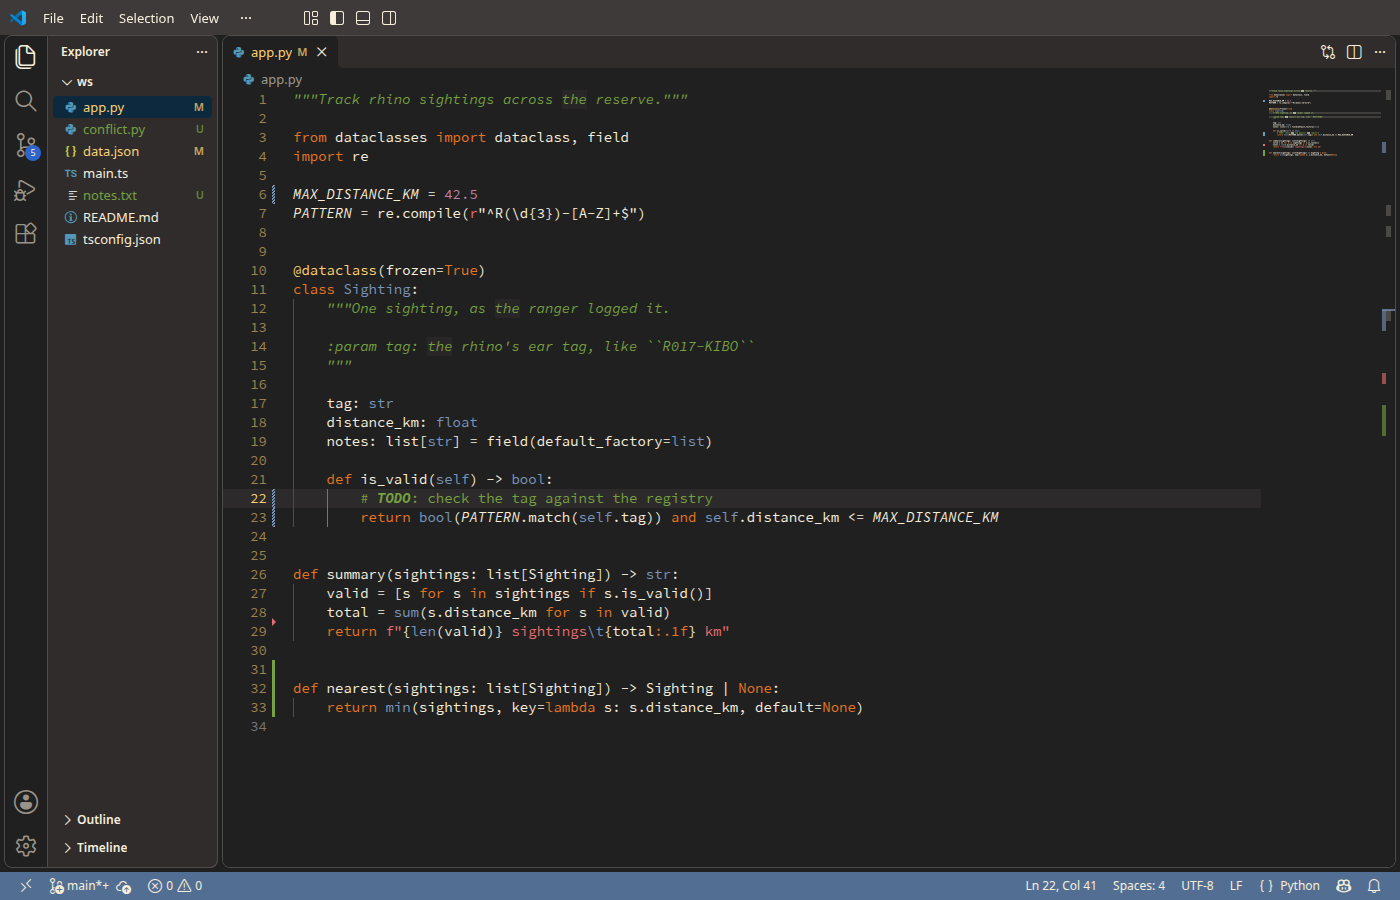 File Edit Selection View ···
Explorer ···
ws
app.py M
conflict.py U
{} data.json M
TS main.ts
notes.txt U
README.md
tsconfig.json
5
Outline
Timeline
app.py M
app.py
1 """Track rhino sightings across the reserve."""
2
3 from dataclasses import dataclass, field
4 import re
5
6 MAX_DISTANCE_KM = 42.5
7 PATTERN = re.compile(r"^R(\d{3})-[A-Z]+$")
8
9
10 @dataclass(frozen=True)
11 class Sighting:
12 """One sighting, as the ranger logged it.
13
14 :param tag: the rhino's ear tag, like ``R017-KIBO``
15 """
16
17 tag: str
18 distance_km: float
19 notes: list[str] = field(default_factory=list)
20
21 def is_valid(self) -> bool:
22 # TODO: check the tag against the registry
23 return bool(PATTERN.match(self.tag)) and self.distance_km <= MAX_DISTANCE_KM
24
25
26 def summary(sightings: list[Sighting]) -> str:
27 valid = [s for s in sightings if s.is_valid()]
28 total = sum(s.distance_km for s in valid)
29 return f"{len(valid)} sightings\t{total:.1f} km"
30
31
32 def nearest(sightings: list[Sighting]) -> Sighting | None:
33 return min(sightings, key=lambda s: s.distance_km, default=None)
34
main*+ 0 0 Ln 22, Col 41 Spaces: 4 UTF-8 LF {} Python